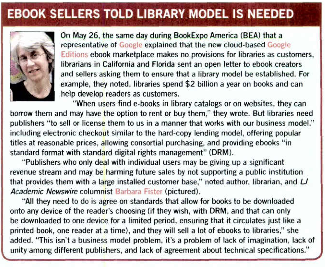 EBOOK SELLERS TOLD LIBRARY MODEL IS NEEDED
On May 26, the same day during BookExpo America (BEA) that a
representative of Google explained that the new cloud-based Google
Editions ebook marketplace makes no provisions for libraries as customers,
librarians in California and Florida sent an open letter to ebook creators
and sellers asking them to ensure that a library model be established. For
example, they noted, libraries spend $2 billion a year on books and can
help develop readers as customers.
"When users find e-books in library catalogs or on websites, they can
borrow them and may have the option to rent or buy them," they wrote. But libraries need
publishers "to sell or license them to us in a manner that works with our business model,"
including electronic checkout similar to the hard-copy lending model, offering popular
titles at reasonable prices, allowing consortial purchasing, and providing ebooks "in
standard format with standard digital rights management" (DRM).
"Publishers who only deal with individual users may be giving up a significant
revenue stream and may be harming future sales by not supporting a public institution
that provides them with a large installed customer base," noted author, librarian, and LJ
Academic Newswire columnist Barbara Fister (pictured).
"All they need to do is agree on standards that allow for books to be downloaded
onto any device of the reader's choosing (if they wish, with DRM, and that can only
be downloaded to one device for a limited period, ensuring that it circulates just like a
printed book, one reader at a time), and they will sell a lot of ebooks to libraries," she
added. "This isn't a business model problem, it's a problem of lack of imagination, lack of
unity among different publishers, and lack of agreement about technical specifications."